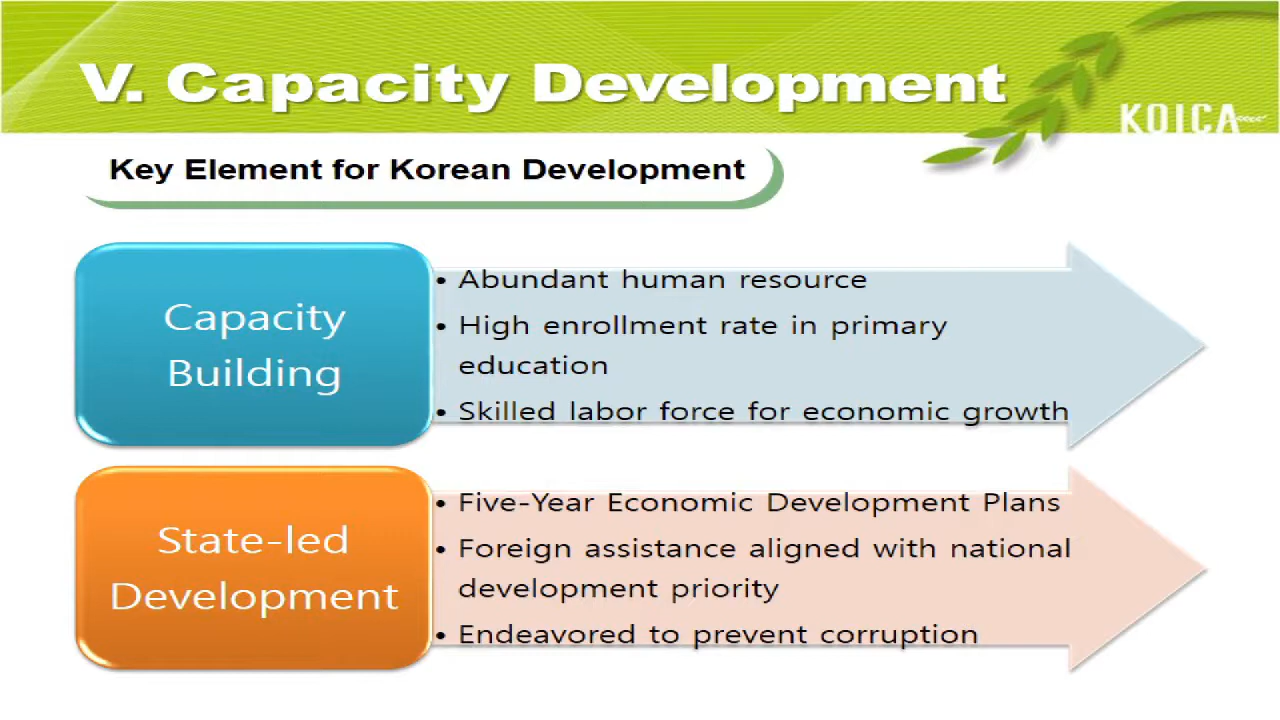 V. Capacity Development
KOICA
Key Element for Korean Development
Capacity
Building
• Abundant human resource
• High enrollment rate in primary
education
• Skilled labor force for economic growth
State-led
Development
• Five-Year Economic Development Plans
• Foreign assistance aligned with national
development priority
• Endeavored to prevent corruption